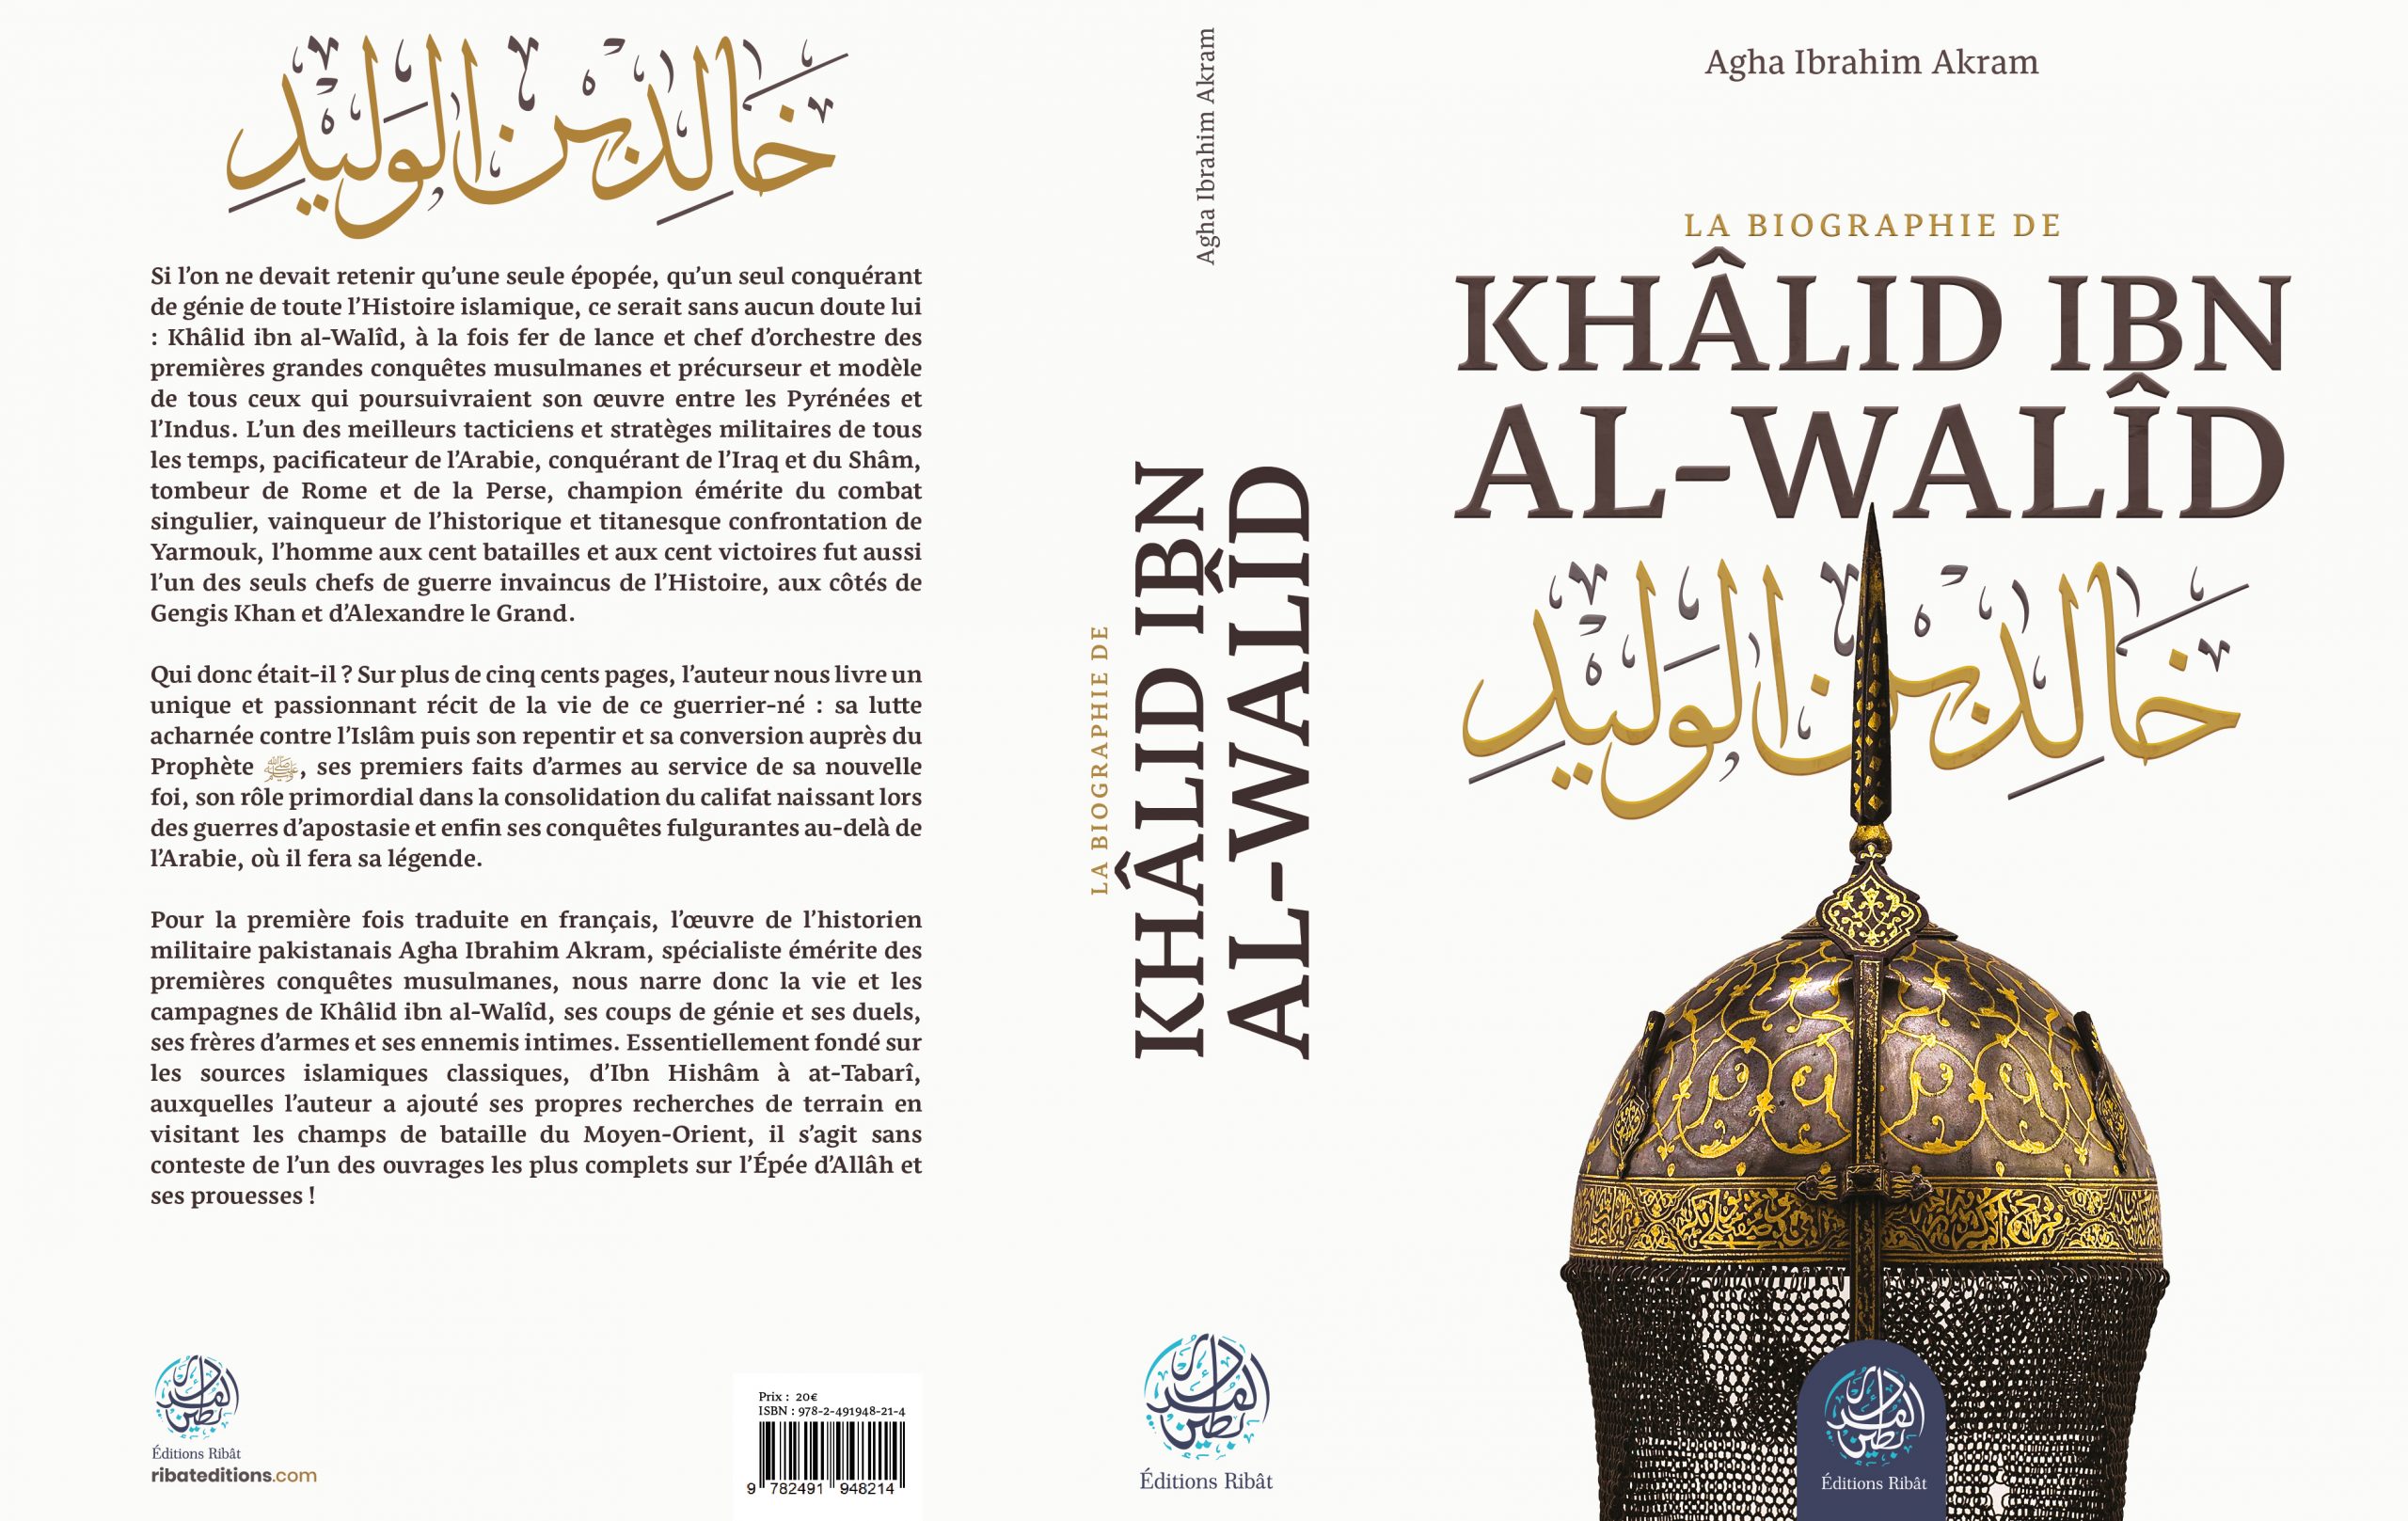 خَالِد بْن الوَلِيد
Si l’on ne devait retenir qu’une seule épopée, qu’un seul conquérant
de génie de toute l’Histoire islamique, ce serait sans aucun doute lui
: Khâlid ibn al-Walîd, à la fois fer de lance et chef d’orchestre des
premières grandes conquêtes musulmanes et précurseur et modèle
de tous ceux qui poursuivraient son œuvre entre les Pyrénées et
l’Indus. L’un des meilleurs tacticiens et stratèges militaires de tous
les temps, pacificateur de l’Arabie, conquérant de l’Iraq et du Shâm,
tombeur de Rome et de la Perse, champion émérite du combat
singulier, vainqueur de l’historique et titanesque confrontation de
Yarmouk, l’homme aux cent batailles et aux cent victoires fut aussi
l’un des seuls chefs de guerre invaincus de l’Histoire, aux côtés de
Gengis Khan et d’Alexandre le Grand.
Qui donc était-il ? Sur plus de cinq cents pages, l’auteur nous livre un
unique et passionnant récit de la vie de ce guerrier-né : sa lutte
acharnée contre l’Islâm puis son repentir et sa conversion auprès du
Prophète ﷺ, ses premiers faits d’armes au service de sa nouvelle
foi, son rôle primordial dans la consolidation du califat naissant lors
des guerres d’apostasie et enfin ses conquêtes fulgurantes au-delà de
l’Arabie, où il fera sa légende.
Pour la première fois traduite en français, l’œuvre de l’historien
militaire pakistanais Agha Ibrahim Akram, spécialiste émérite des
premières conquêtes musulmanes, nous narre donc la vie et les
campagnes de Khâlid ibn al-Walîd, ses coups de génie et ses duels,
ses frères d’armes et ses ennemis intimes. Essentiellement fondé sur
les sources islamiques classiques, d’Ibn Hishâm à at-Tabarî,
auxquelles l’auteur a ajouté ses propres recherches de terrain en
visitant les champs de bataille du Moyen-Orient, il s’agit sans
conteste de l’un des ouvrages les plus complets sur l’Épée d’Allâh et
ses prouesses !
Éditions Ribât
ribateditions.com
Prix : 20€
ISBN : 978-2-491948-21-4
9 782491 948214
Agha Ibrahim Akram
LA BIOGRAPHIE DE
KHÂLID IBN
AL-WALÎD
Éditions Ribât
Agha Ibrahim Akram
LA BIOGRAPHIE DE
KHÂLID IBN
AL-WALÎD
خَالِد بْن الوَلِيد
Éditions Ribât